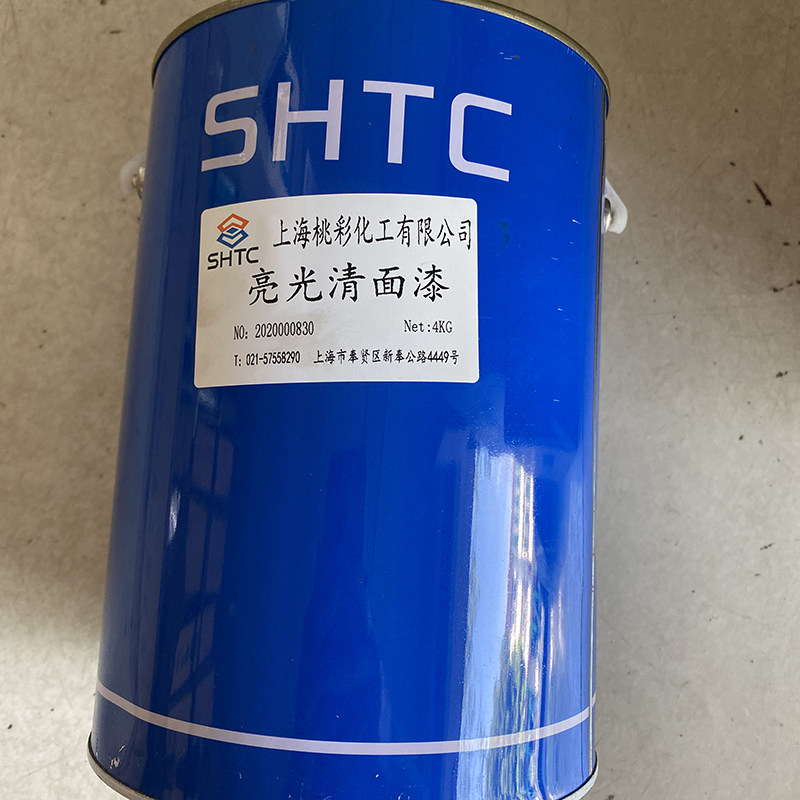 SHTC
SHTC 上海桃彩化工有限公司
亮光清面漆
NO: 2020000830 Net:4KG
T: 021-57558290 上海市奉贤区新奉公路4449号